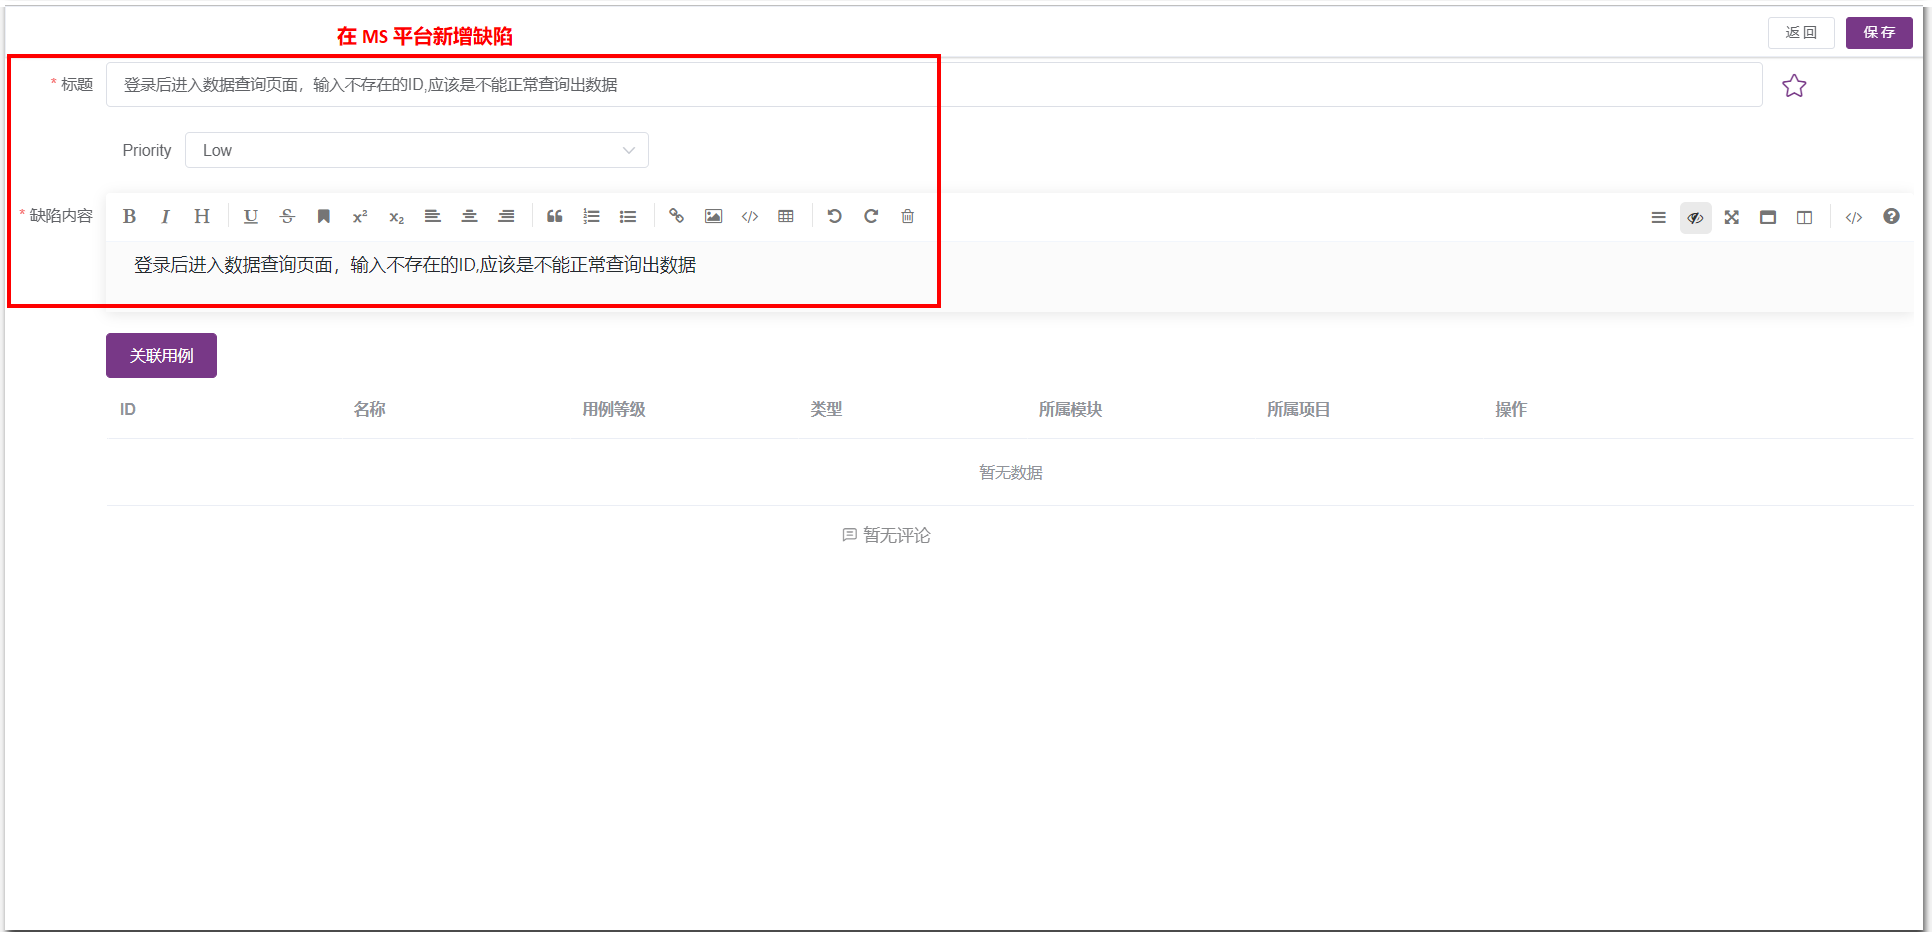 在 MS 平台新增缺陷
返回
保存
* 标题
登录后进入数据查询页面，输入不存在的ID,应该是不能正常查询出数据
Priority
Low
* 缺陷内容
登录后进入数据查询页面，输入不存在的ID,应该是不能正常查询出数据
关联用例
ID 名称 用例等级 类型 所属模块 所属项目 操作
暂无数据
暂无评论